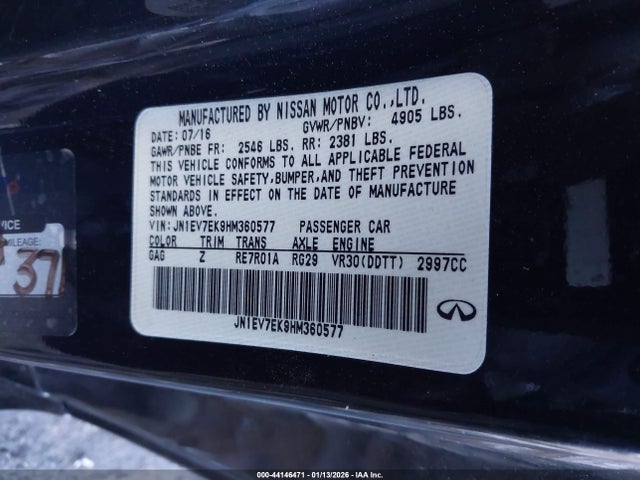 MANUFACTURED BY NISSAN MOTOR CO.,LTD.
DATE: 07/16 GVWR/PNBV: 4905 LBS.
GAWR/PNBE FR: 2546 LBS. RR: 2381 LBS.
THIS VEHICLE CONFORMS TO ALL APPLICABLE FEDERAL
MOTOR VEHICLE SAFETY,BUMPER,AND THEFT PREVENTION
STANDARDS IN EFFECT ON THE DATE OF MANUFACTURE
SHOWN ABOVE.
VIN: JN1EV7EK9HM360577 PASSENGER CAR
COLOR TRIM TRANS AXLE ENGINE
GAG Z RE7R01A RG29 VR30(DDTT) 2997CC
JN1EV7EK9HM360577
MILEAGE:
37
000-44146471 - 01/13/2026 - IAA Inc.